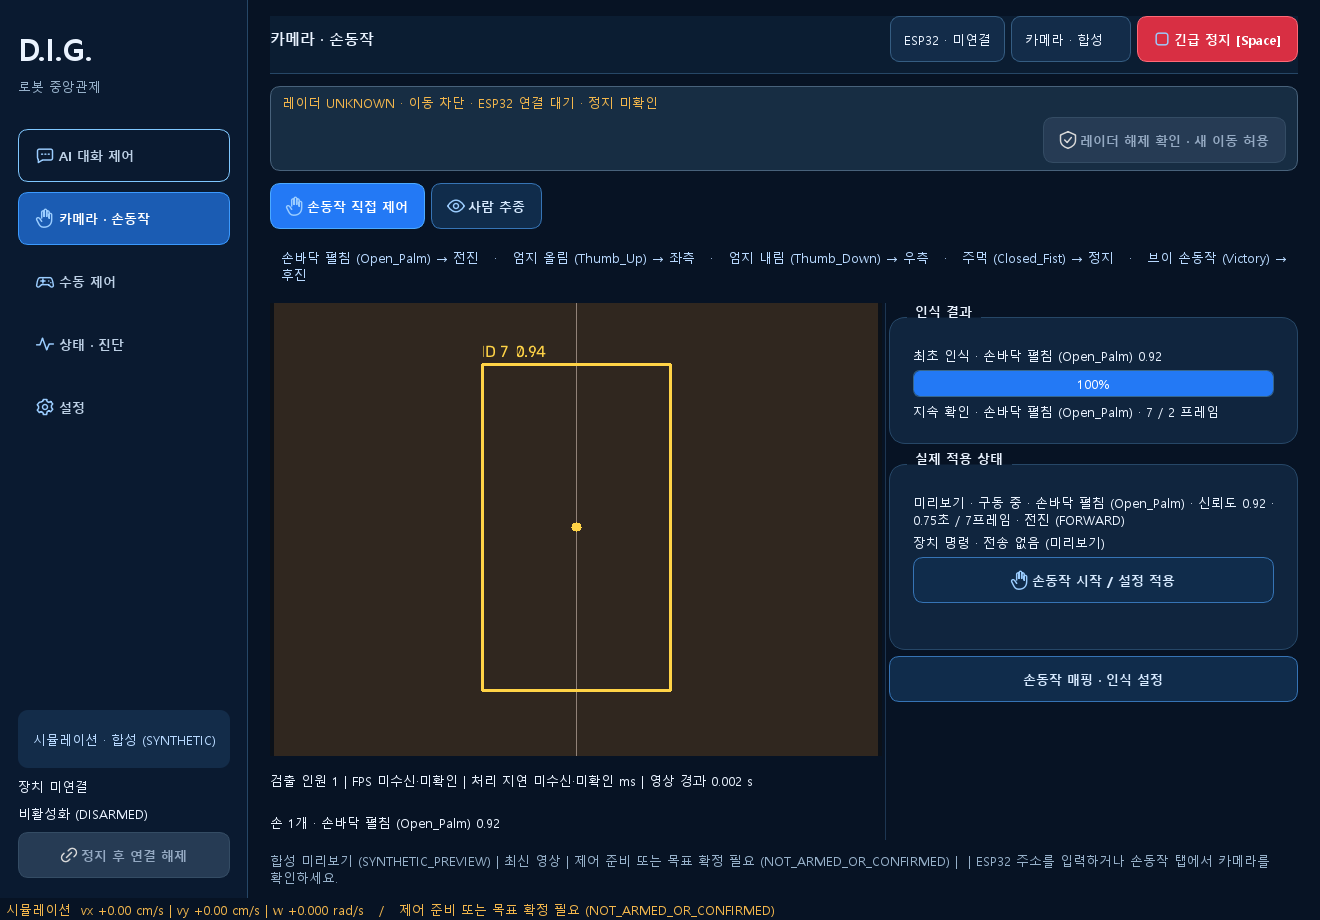 D.I.G.
로봇 중앙관제
AI 대화 제어
카메라 · 손동작
수동 제어
상태 · 진단
설정
시뮬레이션 · 합성 (SYNTHETIC)
장치 미연결
비활성화 (DISARMED)
정지 후 연결 해제
카메라 · 손동작
ESP32 · 미연결
카메라 · 합성
긴급 정지 [Space]
레이더 UNKNOWN · 이동 차단 · ESP32 연결 대기 · 정지 미확인
레이더 해제 확인 · 새 이동 허용
손동작 직접 제어
사람 추종
손바닥 펼침 (Open_Palm) → 전진 · 엄지 올림 (Thumb_Up) → 좌측 · 엄지 내림 (Thumb_Down) → 우측 · 주먹 (Closed_Fist) → 정지 · 브이 손동작 (Victory) →
후진
ID 7 0.94
검출 인원 1 | FPS 미수신·미확인 | 처리 지연 미수신·미확인 ms | 영상 경과 0.002 s
손 1개 · 손바닥 펼침 (Open_Palm) 0.92
인식 결과
최초 인식 · 손바닥 펼침 (Open_Palm) 0.92
100%
지속 확인 · 손바닥 펼침 (Open_Palm) · 7 / 2 프레임
실제 적용 상태
미리보기 · 구동 중 · 손바닥 펼침 (Open_Palm) · 신뢰도 0.92 ·
0.75초 / 7프레임 · 전진 (FORWARD)
장치 명령 · 전송 없음 (미리보기)
손동작 시작 / 설정 적용
손동작 매핑 · 인식 설정
합성 미리보기 (SYNTHETIC_PREVIEW) | 최신 영상 | 제어 준비 또는 목표 확정 필요 (NOT_ARMED_OR_CONFIRMED) | | ESP32 주소를 입력하거나 손동작 탭에서 카메라를
확인하세요.
시뮬레이션 vx +0.00 cm/s | vy +0.00 cm/s | w +0.000 rad/s / 제어 준비 또는 목표 확정 필요 (NOT_ARMED_OR_CONFIRMED)